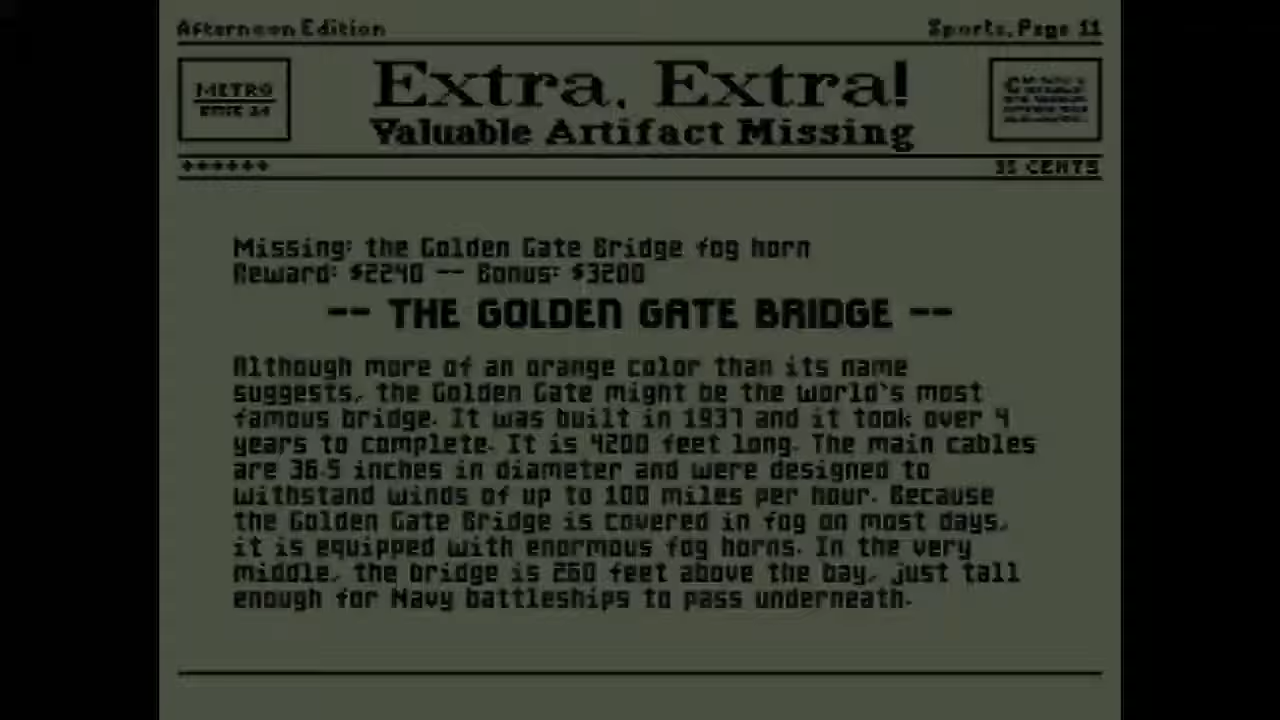 Afternoon Edition
Sports, Page 11
METRO
Extra, Extra!
Valuable Artifact Missing
35 CENTS
Missing: the Golden Gate Bridge fog horn
Reward: $2240 -- Bonus: $3200
-- THE GOLDEN GATE BRIDGE --
Although more of an orange color than its name
suggests, the Golden Gate might be the world's most
famous bridge. It was built in 1937 and it took over 4
years to complete. It is 4200 feet long. The main cables
are 36.5 inches in diameter and were designed to
withstand winds of up to 100 miles per hour. Because
the Golden Gate Bridge is covered in fog on most days,
it is equipped with enormous fog horns. In the very
middle, the bridge is 260 feet above the bay, just tall
enough for Navy battleships to pass underneath.